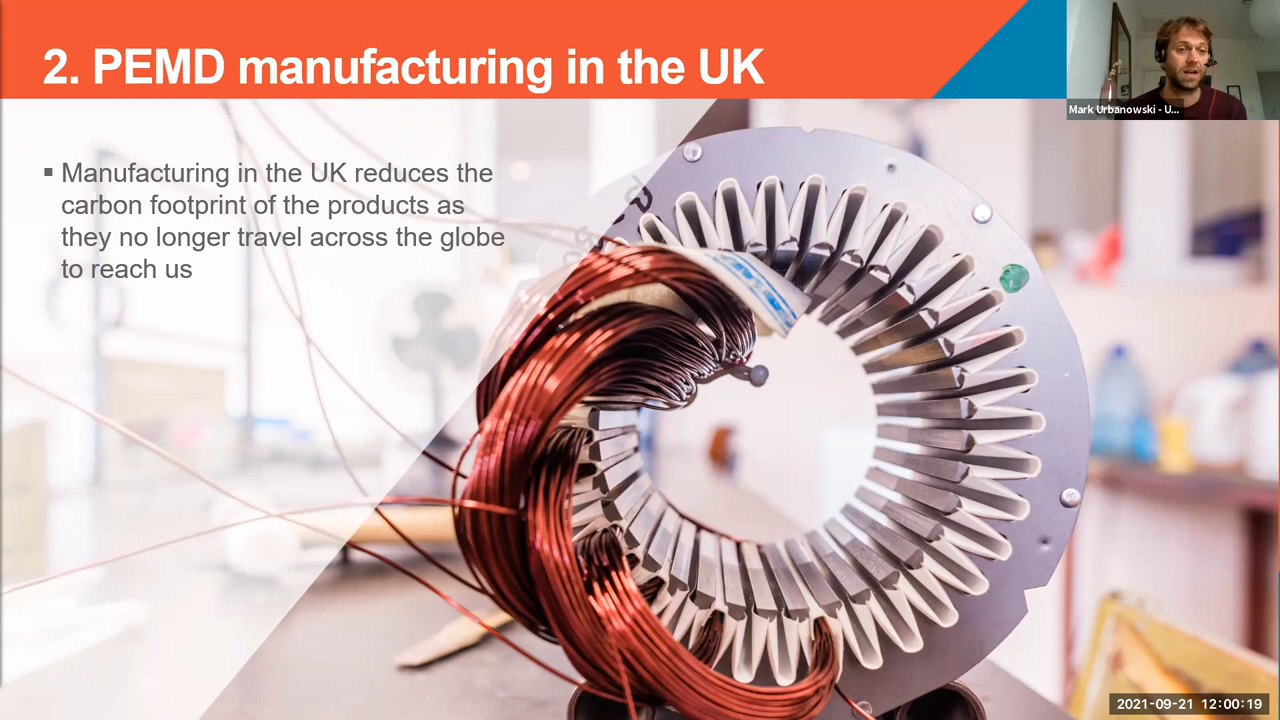 2. PEMD manufacturing in the UK
Mark Urbanowski - U...
▪ Manufacturing in the UK reduces the
carbon footprint of the products as
they no longer travel across the globe
to reach us
2021-09-21 12:00:19